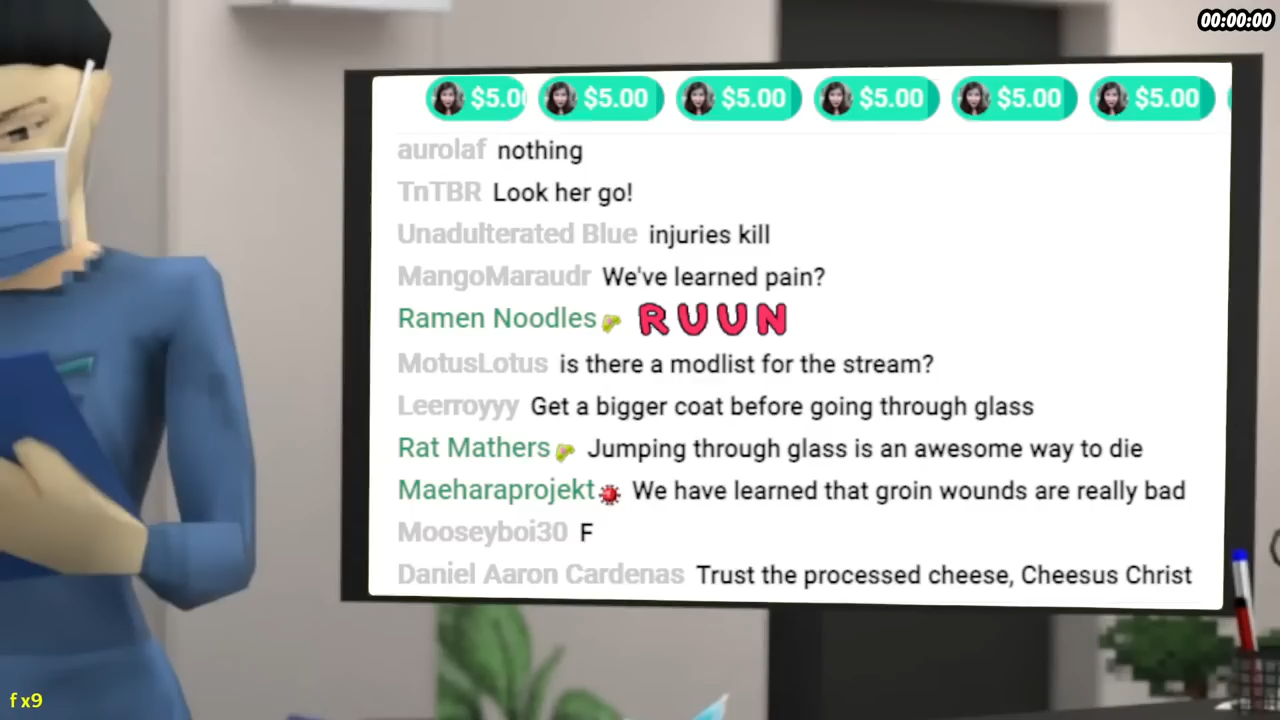 00:00:00
$5.00 $5.00 $5.00 $5.00 $5.00 $5.00
aurolaf nothing
TnTBR Look her go!
Unadulterated Blue injuries kill
MangoMaraudr We've learned pain?
Ramen Noodles RUUN
MotusLotus is there a modlist for the stream?
Leerroyyy Get a bigger coat before going through glass
Rat Mathers Jumping through glass is an awesome way to die
Maeharaprojekt We have learned that groin wounds are really bad
Mooseyboi30 F
Daniel Aaron Cardenas Trust the processed cheese, Cheesus Christ
f x9